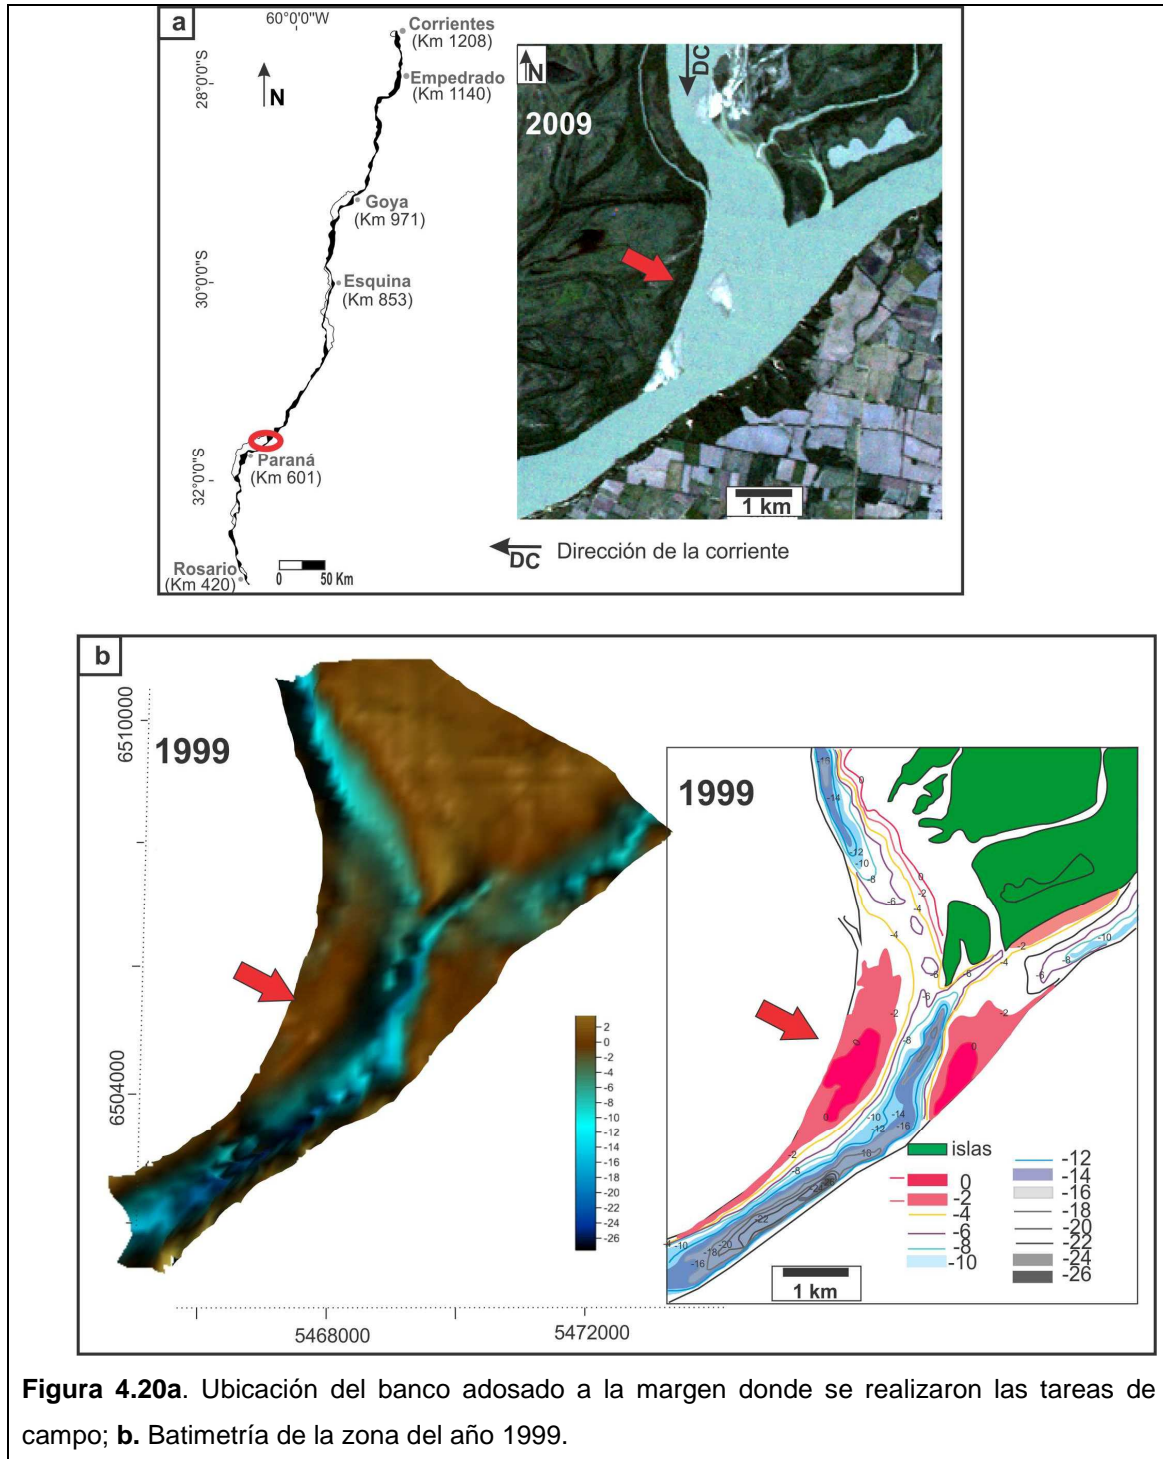 a
60°0'0"W
Corrientes
(Km 1208)
28°0'0"S
Empedrado
(Km 1140)
N
Goya
(Km 971)
30°0'0"S
Esquina
(Km 853)
Paraná
(Km 601)
32°0'0"S
Rosario
(Km 420)
0 50 Km
N
DC
2009
1 km
DC Dirección de la corriente
b
6510000
1999
6504000
5468000
5472000
2
0
-2
-4
-6
-8
-10
-12
-14
-16
-18
-20
-22
-24
-26
1999
islas
0
-2
-4
-6
-8
-10
-12
-14
-16
-18
-20
-22
-24
-26
1 km
Figura 4.20a. Ubicación del banco adosado a la margen donde se realizaron las tareas de
campo; b. Batimetría de la zona del año 1999.